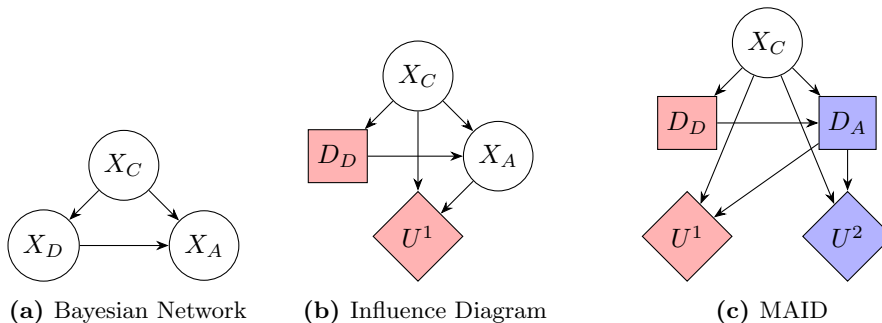 X_C
X_D
X_A
(a) Bayesian Network
X_C
D_D
X_A
U^1
(b) Influence Diagram
X_C
D_D
D_A
U^1
U^2
(c) MAID